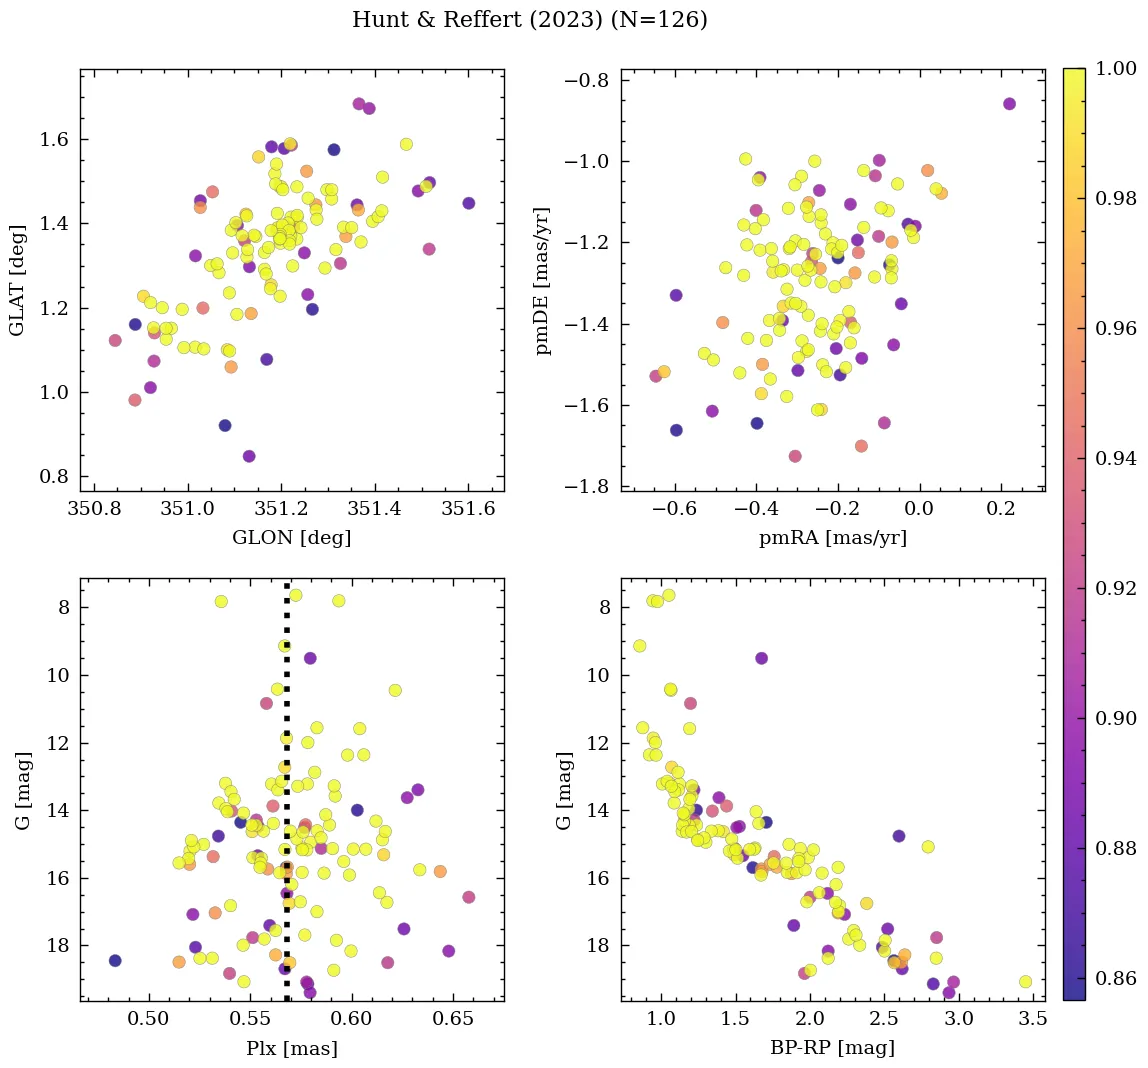 Hunt & Reffert (2023) (N=126)
1.6
1.4
1.2
1.0
0.8
GLAT [deg]
350.8 351.0 351.2 351.4 351.6
GLON [deg]
−0.8
−1.0
−1.2
−1.4
−1.6
−1.8
pmDE [mas/yr]
−0.6 −0.4 −0.2 0.0 0.2
pmRA [mas/yr]
8
10
12
14
16
18
G [mag]
0.50 0.55 0.60 0.65
Plx [mas]
8
10
12
14
16
18
G [mag]
1.0 1.5 2.0 2.5 3.0 3.5
BP-RP [mag]
1.00
0.98
0.96
0.94
0.92
0.90
0.88
0.86